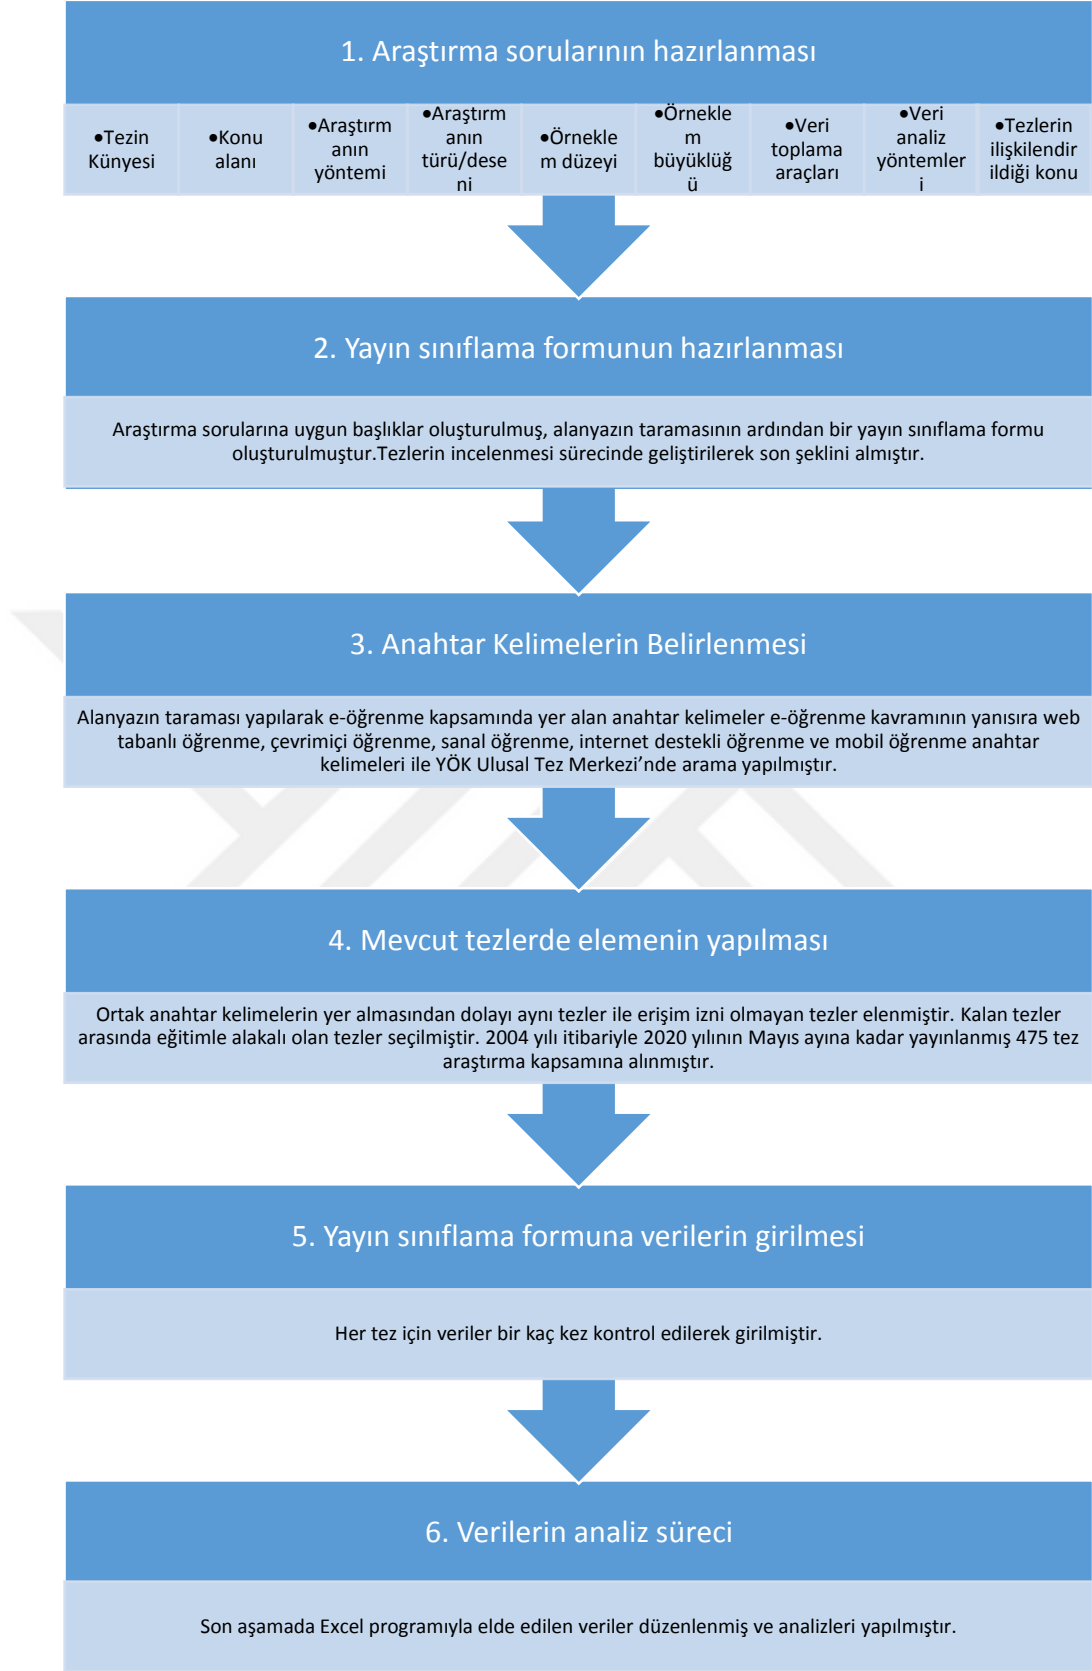 1. Araştırma sorularının hazırlanması
•Tezin
Künyesi
•Konu
alanı
•Araştırm
anın
yöntemi
•Araştırm
anın
türü/dese
ni
•Örnekle
m düzeyi
•Örnekle
m
büyüklüğ
ü
•Veri
toplama
araçları
•Veri
analiz
yöntemler
i
•Tezlerin
ilişkilendir
ildiği konu
2. Yayın sınıflama formunun hazırlanması
Araştırma sorularına uygun başlıklar oluşturulmuş, alanyazın taramasının ardından bir yayın sınıflama formu
oluşturulmuştur.Tezlerin incelenmesi sürecinde geliştirilerek son şeklini almıştır.
3. Anahtar Kelimelerin Belirlenmesi
Alanyazın taraması yapılarak e-öğrenme kapsamında yer alan anahtar kelimeler e-öğrenme kavramının yanısıra web
tabanlı öğrenme, çevrimiçi öğrenme, sanal öğrenme, internet destekli öğrenme ve mobil öğrenme anahtar
kelimeleri ile YÖK Ulusal Tez Merkezi’nde arama yapılmıştır.
4. Mevcut tezlerde elemenin yapılması
Ortak anahtar kelimelerin yer almasından dolayı aynı tezler ile erişim izni olmayan tezler elenmiştir. Kalan tezler
arasında eğitimle alakalı olan tezler seçilmiştir. 2004 yılı itibariyle 2020 yılının Mayıs ayına kadar yayınlanmış 475 tez
araştırma kapsamına alınmıştır.
5. Yayın sınıflama formuna verilerin girilmesi
Her tez için veriler bir kaç kez kontrol edilerek girilmiştir.
6. Verilerin analiz süreci
Son aşamada Excel programıyla elde edilen veriler düzenlenmiş ve analizleri yapılmıştır.